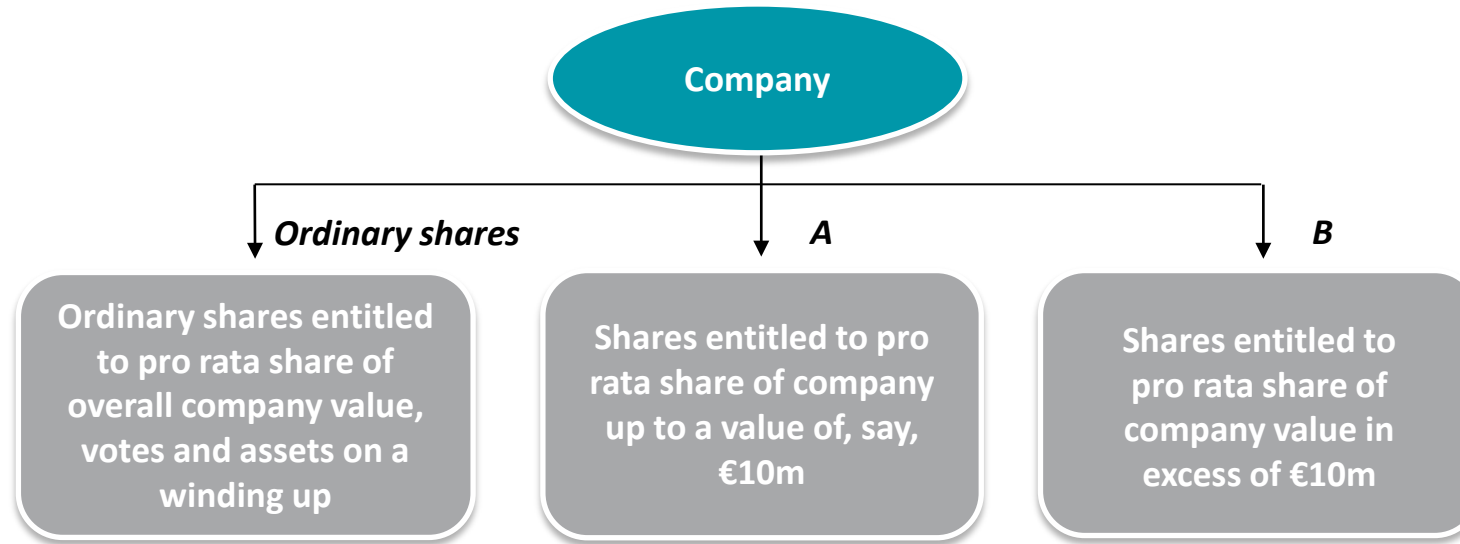 Company
Ordinary shares
A
B
Ordinary shares entitled
to pro rata share of
overall company value,
votes and assets on a
winding up
Shares entitled to pro
rata share of company
up to a value of, say,
€10m
Shares entitled to
pro rata share of
company value in
excess of €10m